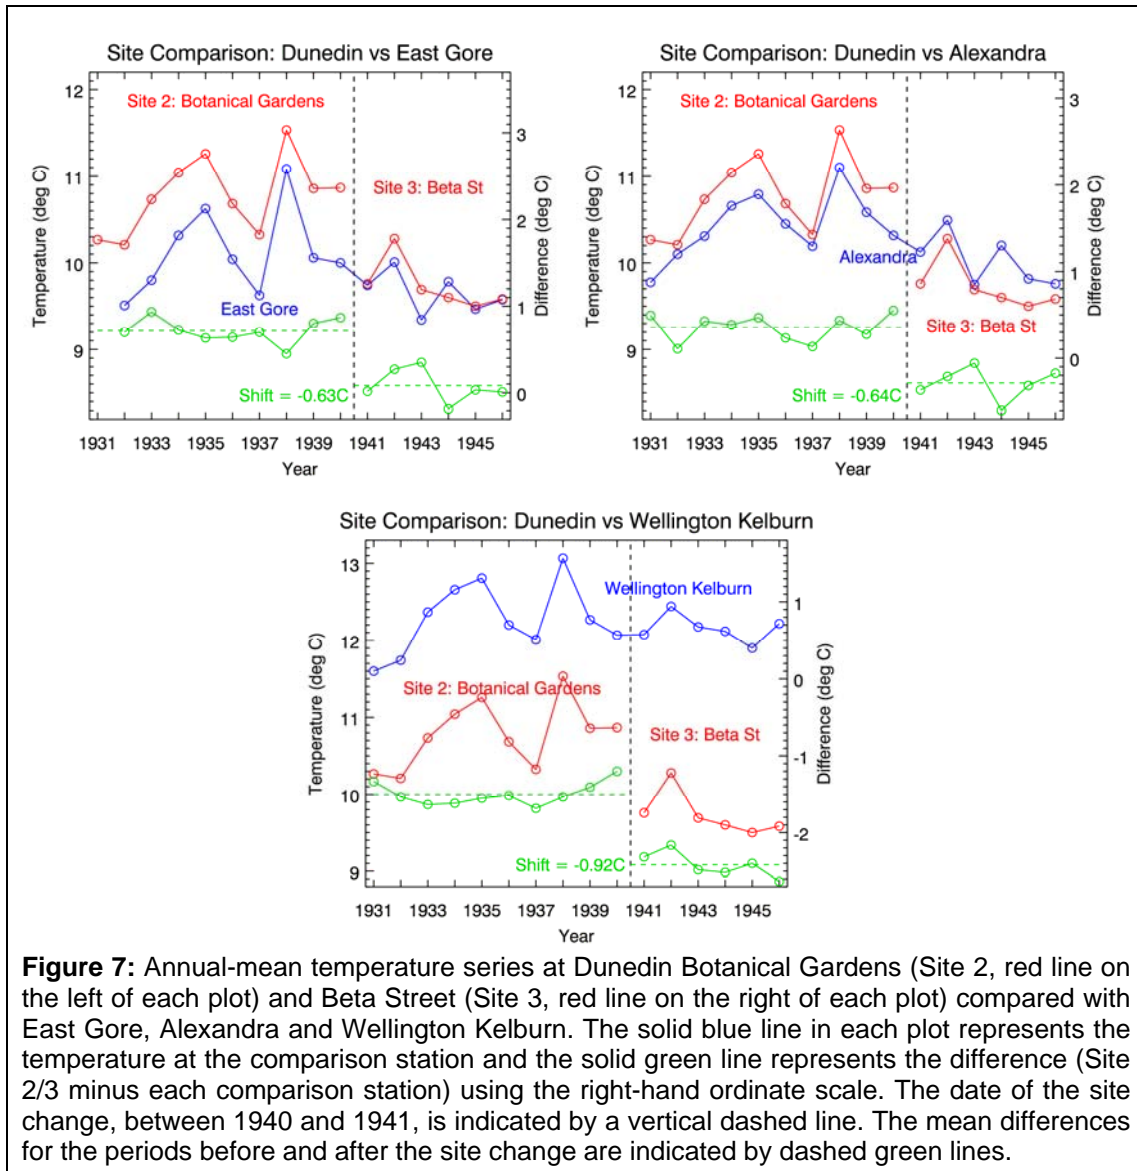 Site Comparison: Dunedin vs East Gore
12
11
10
9
Temperature (deg C)
Site 2: Botanical Gardens
Site 3: Beta St
East Gore
Shift = -0.63C
3
2
1
0
Difference (deg C)
1931 1933 1935 1937 1939 1941 1943 1945
Year
Site Comparison: Dunedin vs Alexandra
12
11
10
9
Temperature (deg C)
Site 2: Botanical Gardens
Alexandra
Site 3: Beta St
Shift = -0.64C
3
2
1
0
Difference (deg C)
1931 1933 1935 1937 1939 1941 1943 1945
Year
Site Comparison: Dunedin vs Wellington Kelburn
13
12
11
10
9
Temperature (deg C)
Wellington Kelburn
Site 2: Botanical Gardens
Site 3: Beta St
Shift = -0.92C
1
0
-1
-2
Difference (deg C)
1931 1933 1935 1937 1939 1941 1943 1945
Year
Figure 7: Annual-mean temperature series at Dunedin Botanical Gardens (Site 2, red line on
the left of each plot) and Beta Street (Site 3, red line on the right of each plot) compared with
East Gore, Alexandra and Wellington Kelburn. The solid blue line in each plot represents the
temperature at the comparison station and the solid green line represents the difference (Site
2/3 minus each comparison station) using the right-hand ordinate scale. The date of the site
change, between 1940 and 1941, is indicated by a vertical dashed line. The mean differences
for the periods before and after the site change are indicated by dashed green lines.